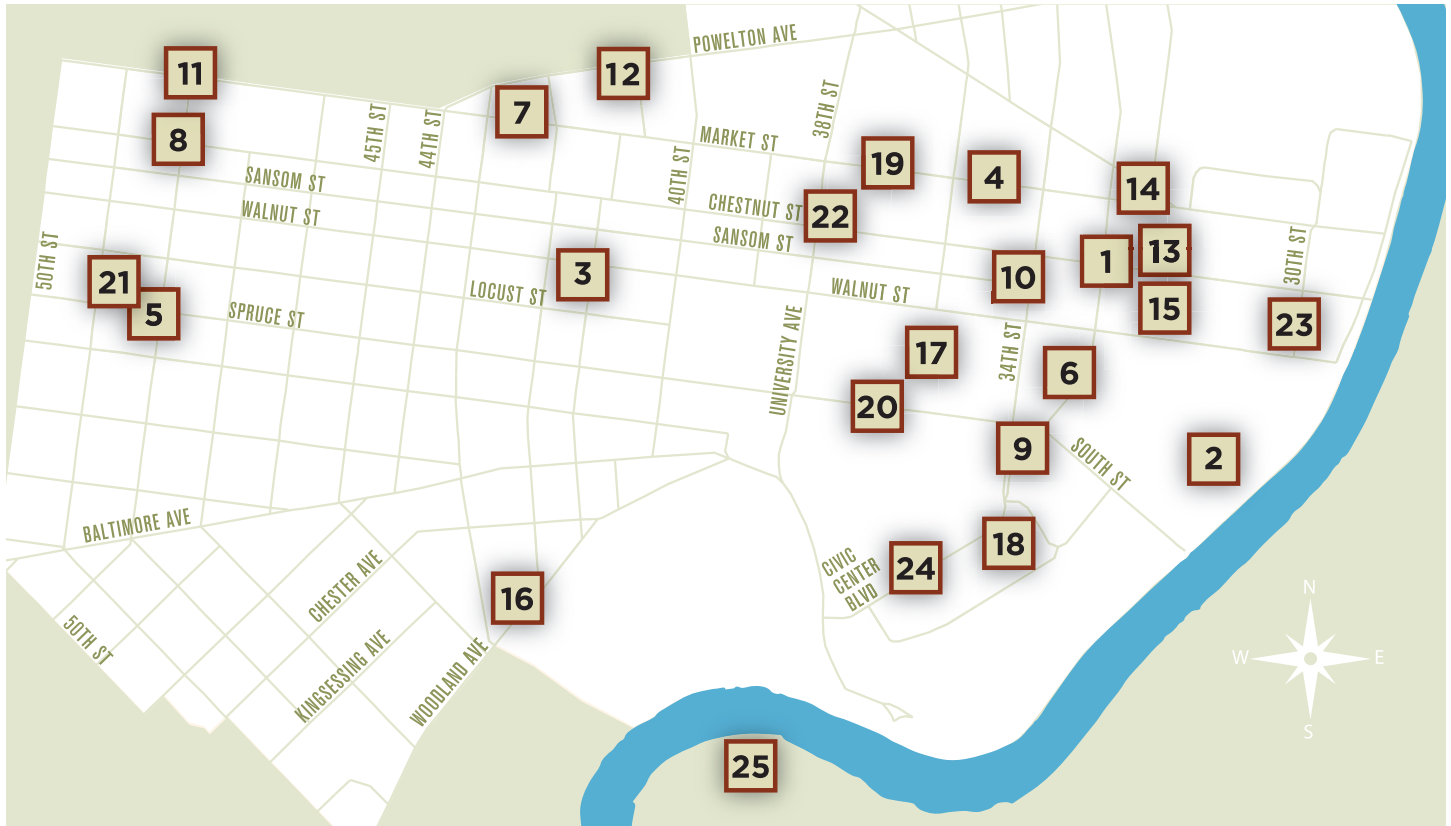 POWELTON AVE
11
12
7
45TH ST
44TH ST
38TH ST
8
MARKET ST
40TH ST
19
4
14
SANSOM ST
WALNUT ST
CHESTNUT ST
22
SANSOM ST
50TH ST
30TH ST
1
13
21
3
10
5
LOCUST ST
WALNUT ST
15
SPRUCE ST
23
UNIVERSITY AVE
34TH ST
17
6
20
9
SOUTH ST
2
BALTIMORE AVE
18
CIVIC
CENTER
BLVD
24
CHESTER AVE
16
50TH ST
KINGSESSING AVE
WOODLAND AVE
N
W
E
S
25